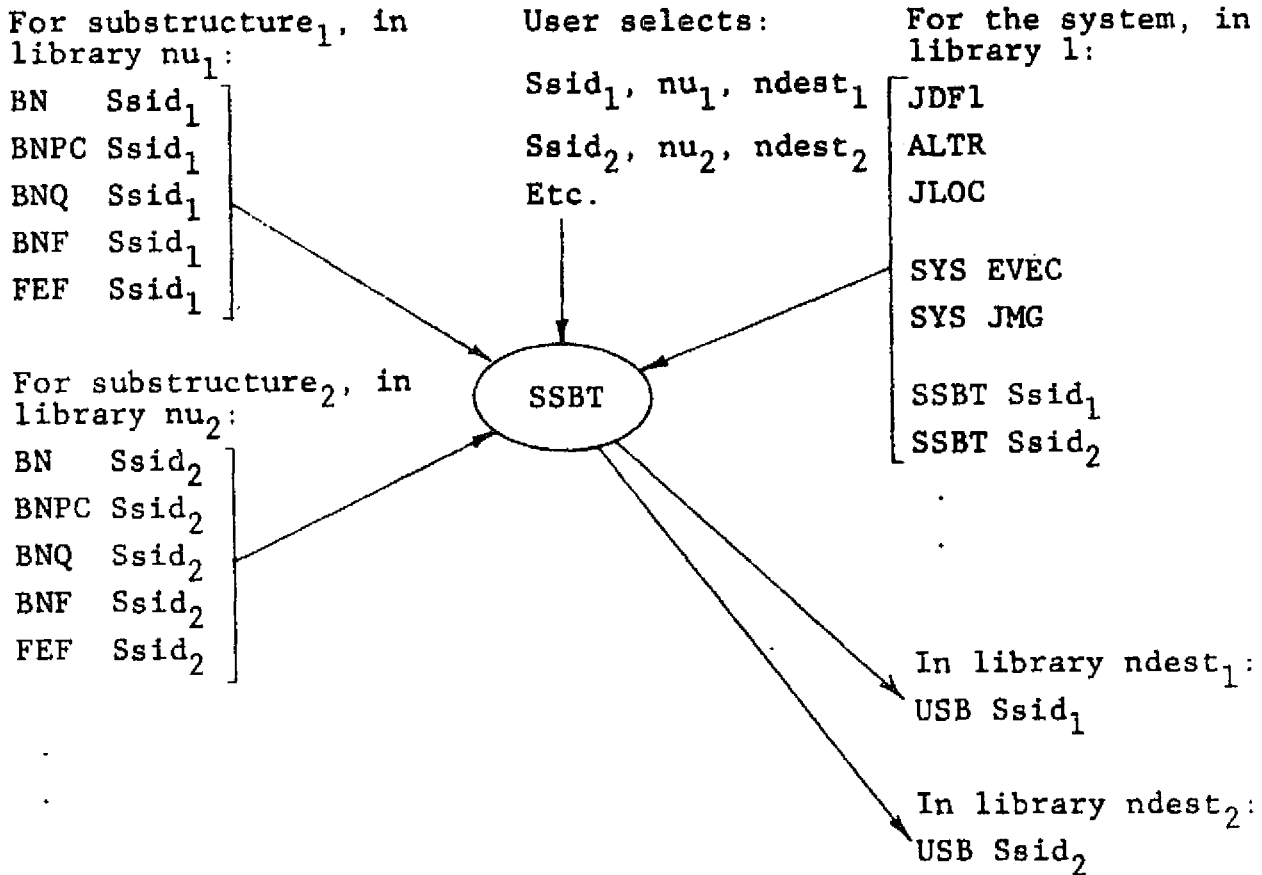 For substructure₁, in
library nu₁:
BN Ssid₁
BNPC Ssid₁
BNQ Ssid₁
BNF Ssid₁
FEF Ssid₁
For substructure₂, in
library nu₂:
BN Ssid₂
BNPC Ssid₂
BNQ Ssid₂
BNF Ssid₂
FEF Ssid₂
.
.
User selects:
Ssid₁, nu₁, ndest₁
Ssid₂, nu₂, ndest₂
Etc.
SSBT
For the system, in
library 1:
JDF1
ALTR
JLOC
SYS EVEC
SYS JMG
SSBT Ssid₁
SSBT Ssid₂
.
.
In library ndest₁:
USB Ssid₁
In library ndest₂:
USB Ssid₂